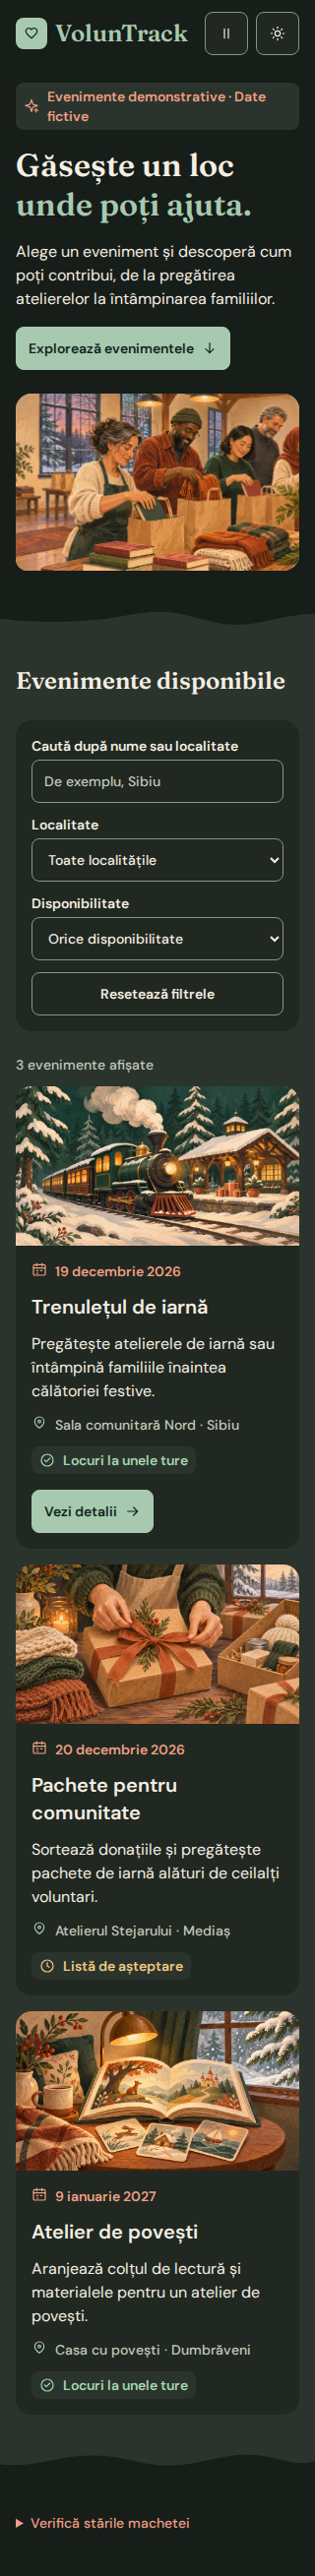 VolunTrack
Evenimente demonstrative · Date
fictive
Găsește un loc
unde poți ajuta.
Alege un eveniment și descoperă cum
poți contribui, de la pregătirea
atelierelor la întâmpinarea familiilor.
Explorează evenimentele
Evenimente disponibile
Caută după nume sau localitate
De exemplu, Sibiu
Localitate
Toate localitățile
Disponibilitate
Orice disponibilitate
Resetează filtrele
3 evenimente afișate
19 decembrie 2026
Trenulețul de iarnă
Pregătește atelierele de iarnă sau
întâmpină familiile înaintea
călătoriei festive.
Sala comunitară Nord · Sibiu
Locuri la unele ture
Vezi detalii
20 decembrie 2026
Pachete pentru
comunitate
Sortează donațiile și pregătește
pachete de iarnă alături de ceilalți
voluntari.
Atelierul Stejarului · Mediaș
Listă de așteptare
9 ianuarie 2027
Atelier de povești
Aranjează colțul de lectură și
materialele pentru un atelier de
povești.
Casa cu povești · Dumbrăveni
Locuri la unele ture
Verifică stările machetei